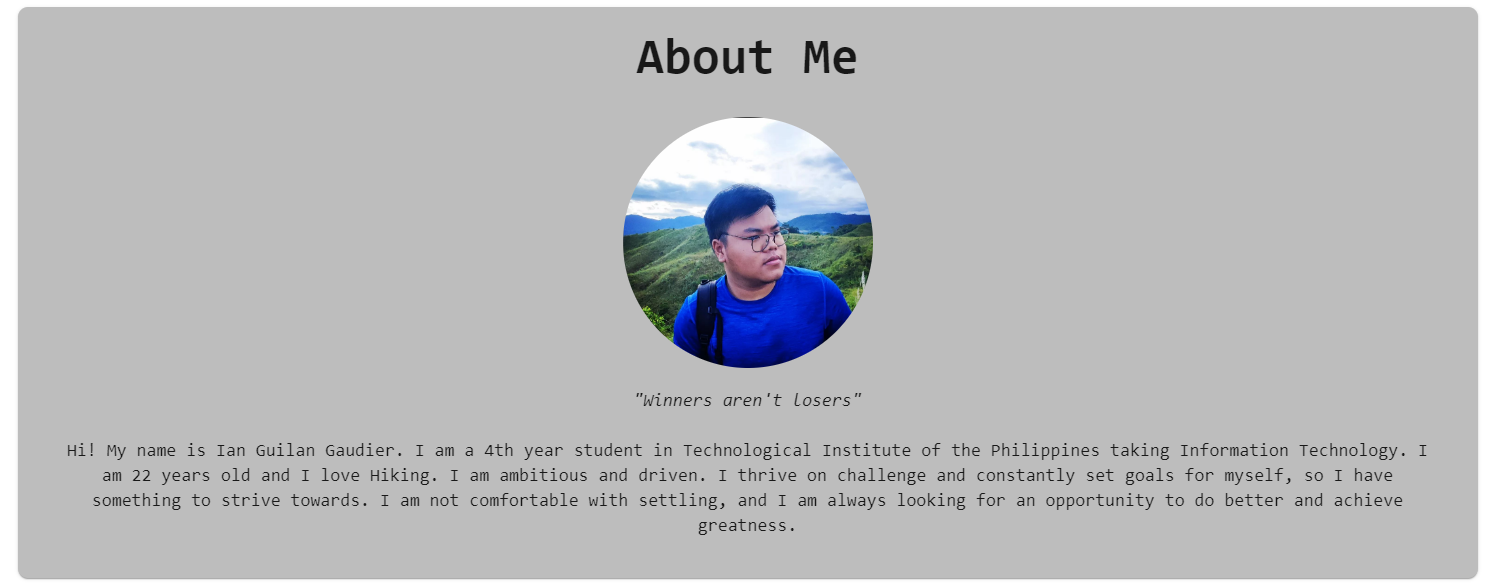 About Me
"Winners aren't losers"
Hi! My name is Ian Guilan Gaudier. I am a 4th year student in Technological Institute of the Philippines taking Information Technology. I
am 22 years old and I love Hiking. I am ambitious and driven. I thrive on challenge and constantly set goals for myself, so I have
something to strive towards. I am not comfortable with settling, and I am always looking for an opportunity to do better and achieve
greatness.